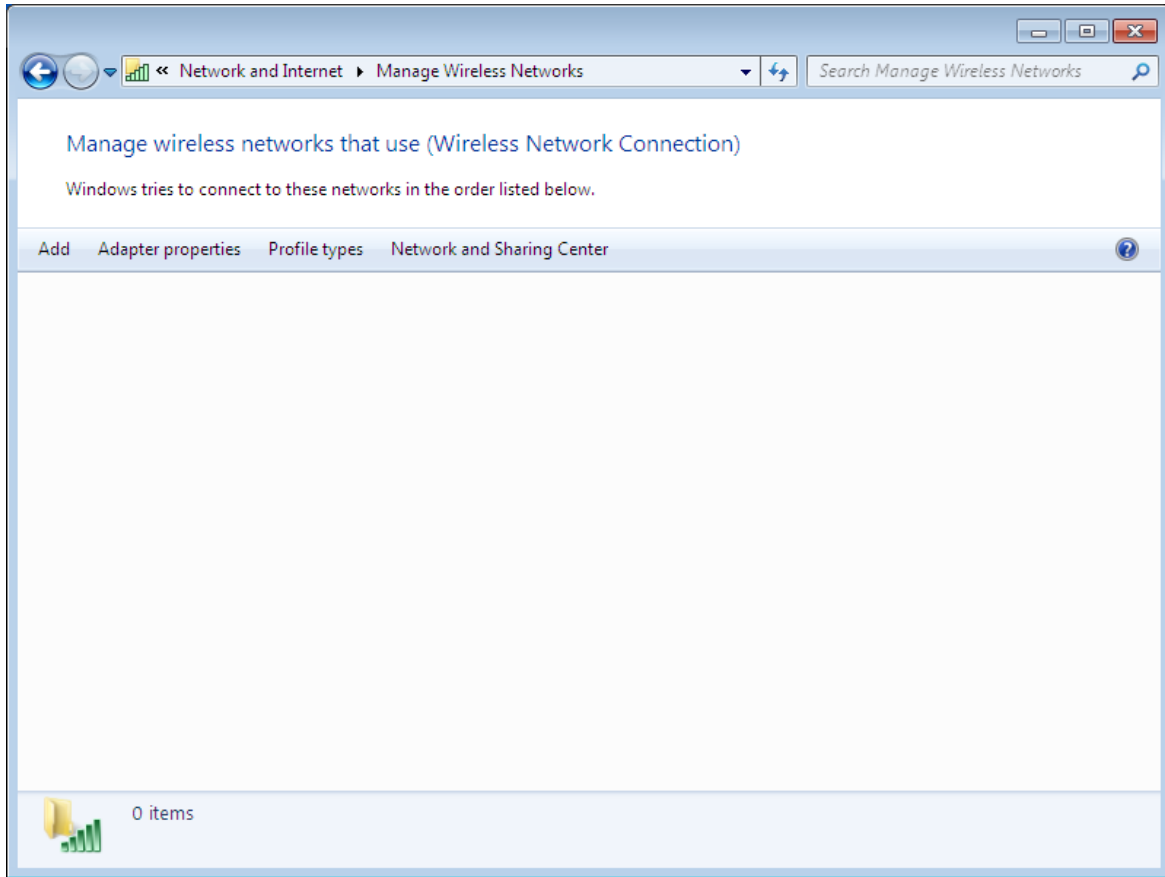 « Network and Internet ▸ Manage Wireless Networks
Search Manage Wireless Networks
Manage wireless networks that use (Wireless Network Connection)
Windows tries to connect to these networks in the order listed below.
Add Adapter properties Profile types Network and Sharing Center
0 items